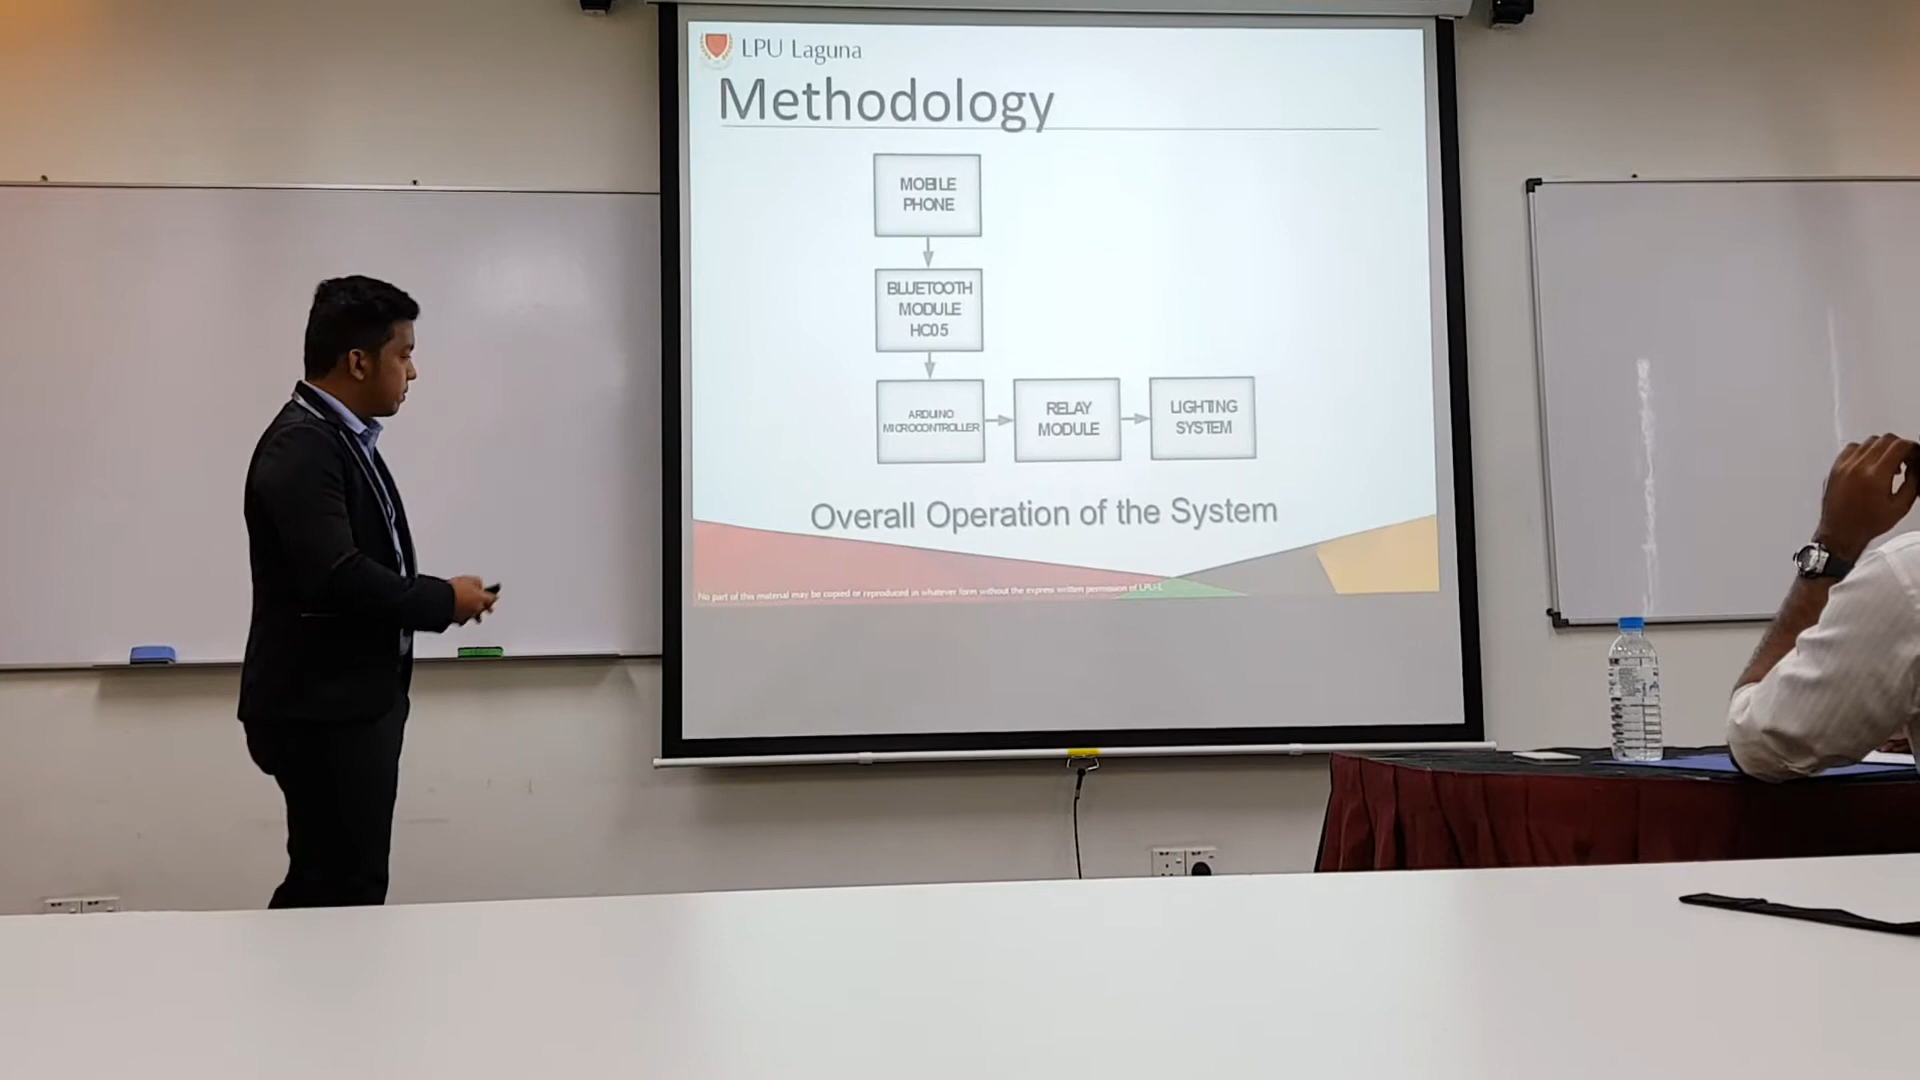 LPU Laguna
Methodology
MOBILE
PHONE
BLUETOOTH
MODULE
HC05
ARDUINO
MICROCONTROLLER
RELAY
MODULE
LIGHTING
SYSTEM
Overall Operation of the System
No part of this material may be copied or reproduced in whatever form without the express written permission of LPU-L